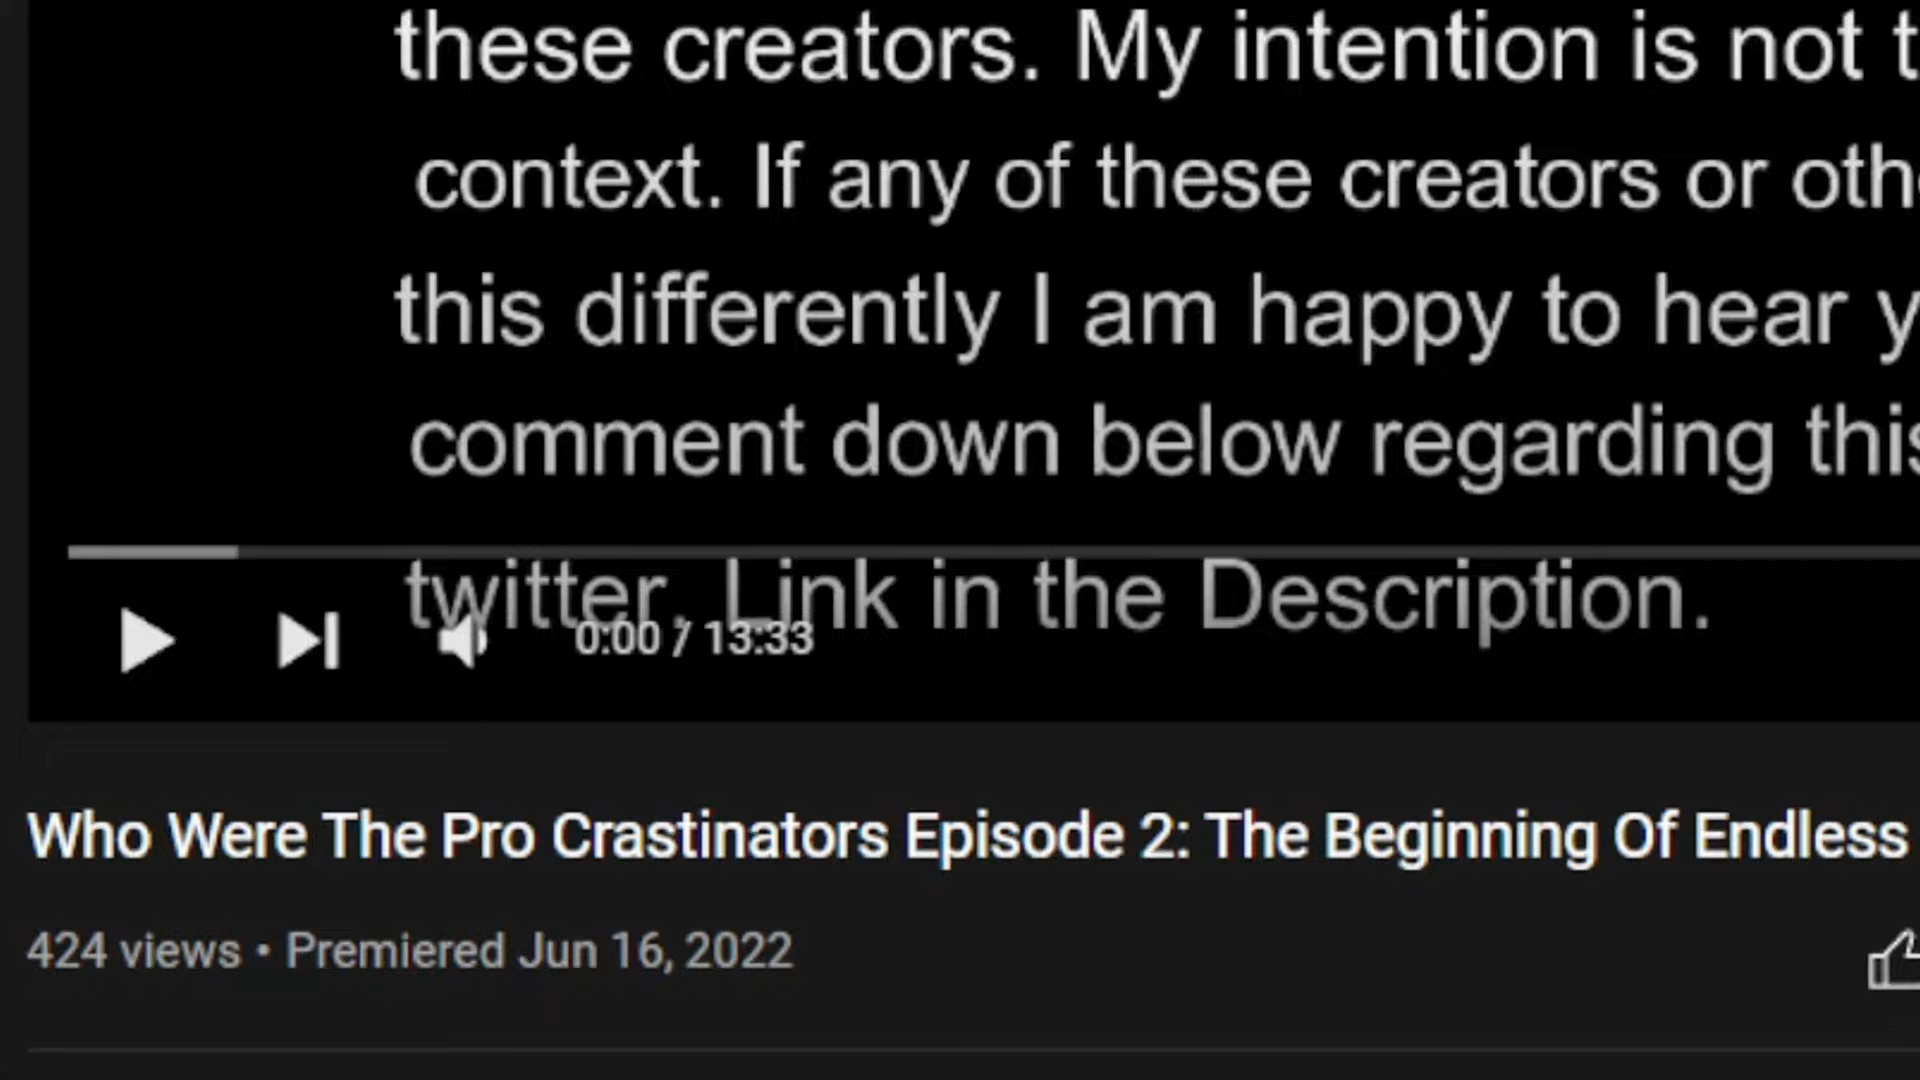 these creators. My intention is not t
context. If any of these creators or oth
this differently I am happy to hear y
comment down below regarding this
twitter. Link in the Description.
0:00 / 13:33
Who Were The Pro Crastinators Episode 2: The Beginning Of Endless
424 views • Premiered Jun 16, 2022